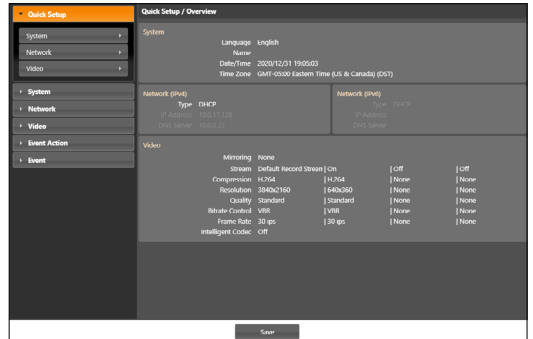 Quick Setup
System
Network
Video
System
Network
Video
Event Action
Event
Quick Setup / Overview
System
Language English
Name
Date/Time 2020/12/31 19:05:03
Time Zone GMT-05:00 Eastern Time (US & Canada) (DST)
Network (IPv4)
Type DHCP
IP Address 10.0.17.128
DNS Server 10.0.0.23
Network (IPv6)
Type DHCP
IP Address
DNS Server
Video
Mirroring None
Stream Default Record Stream | On | Off | Off
Compression H.264 | H.264 | None | None
Resolution 3840x2160 | 640x360 | None | None
Quality Standard | Standard | None | None
Bitrate Control VBR | VBR | None | None
Frame Rate 30 ips | 30 ips | None | None
Intelligent Codec Off
Save